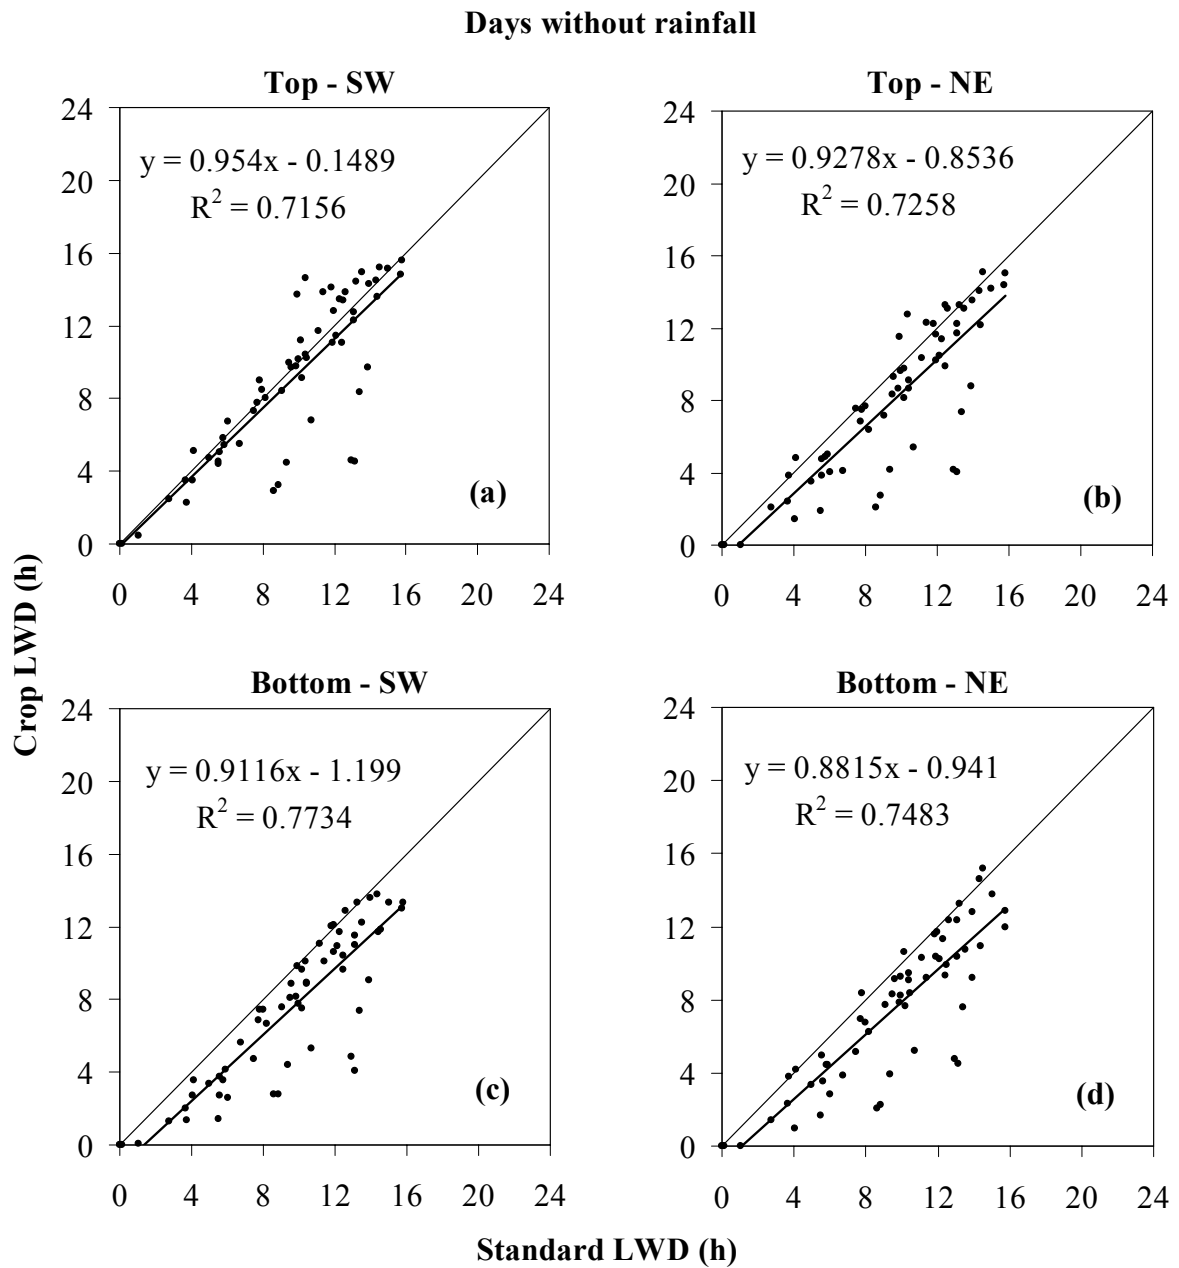 Days without rainfall
Top - SW
24
20
16
12
8
4
0
y = 0.954x - 0.1489
R² = 0.7156
(a)
0 4 8 12 16 20 24
Top - NE
24
20
16
12
8
4
0
y = 0.9278x - 0.8536
R² = 0.7258
(b)
0 4 8 12 16 20 24
Crop LWD (h)
Bottom - SW
24
20
16
12
8
4
0
y = 0.9116x - 1.199
R² = 0.7734
(c)
0 4 8 12 16 20 24
Bottom - NE
24
20
16
12
8
4
0
y = 0.8815x - 0.941
R² = 0.7483
(d)
0 4 8 12 16 20 24
Standard LWD (h)